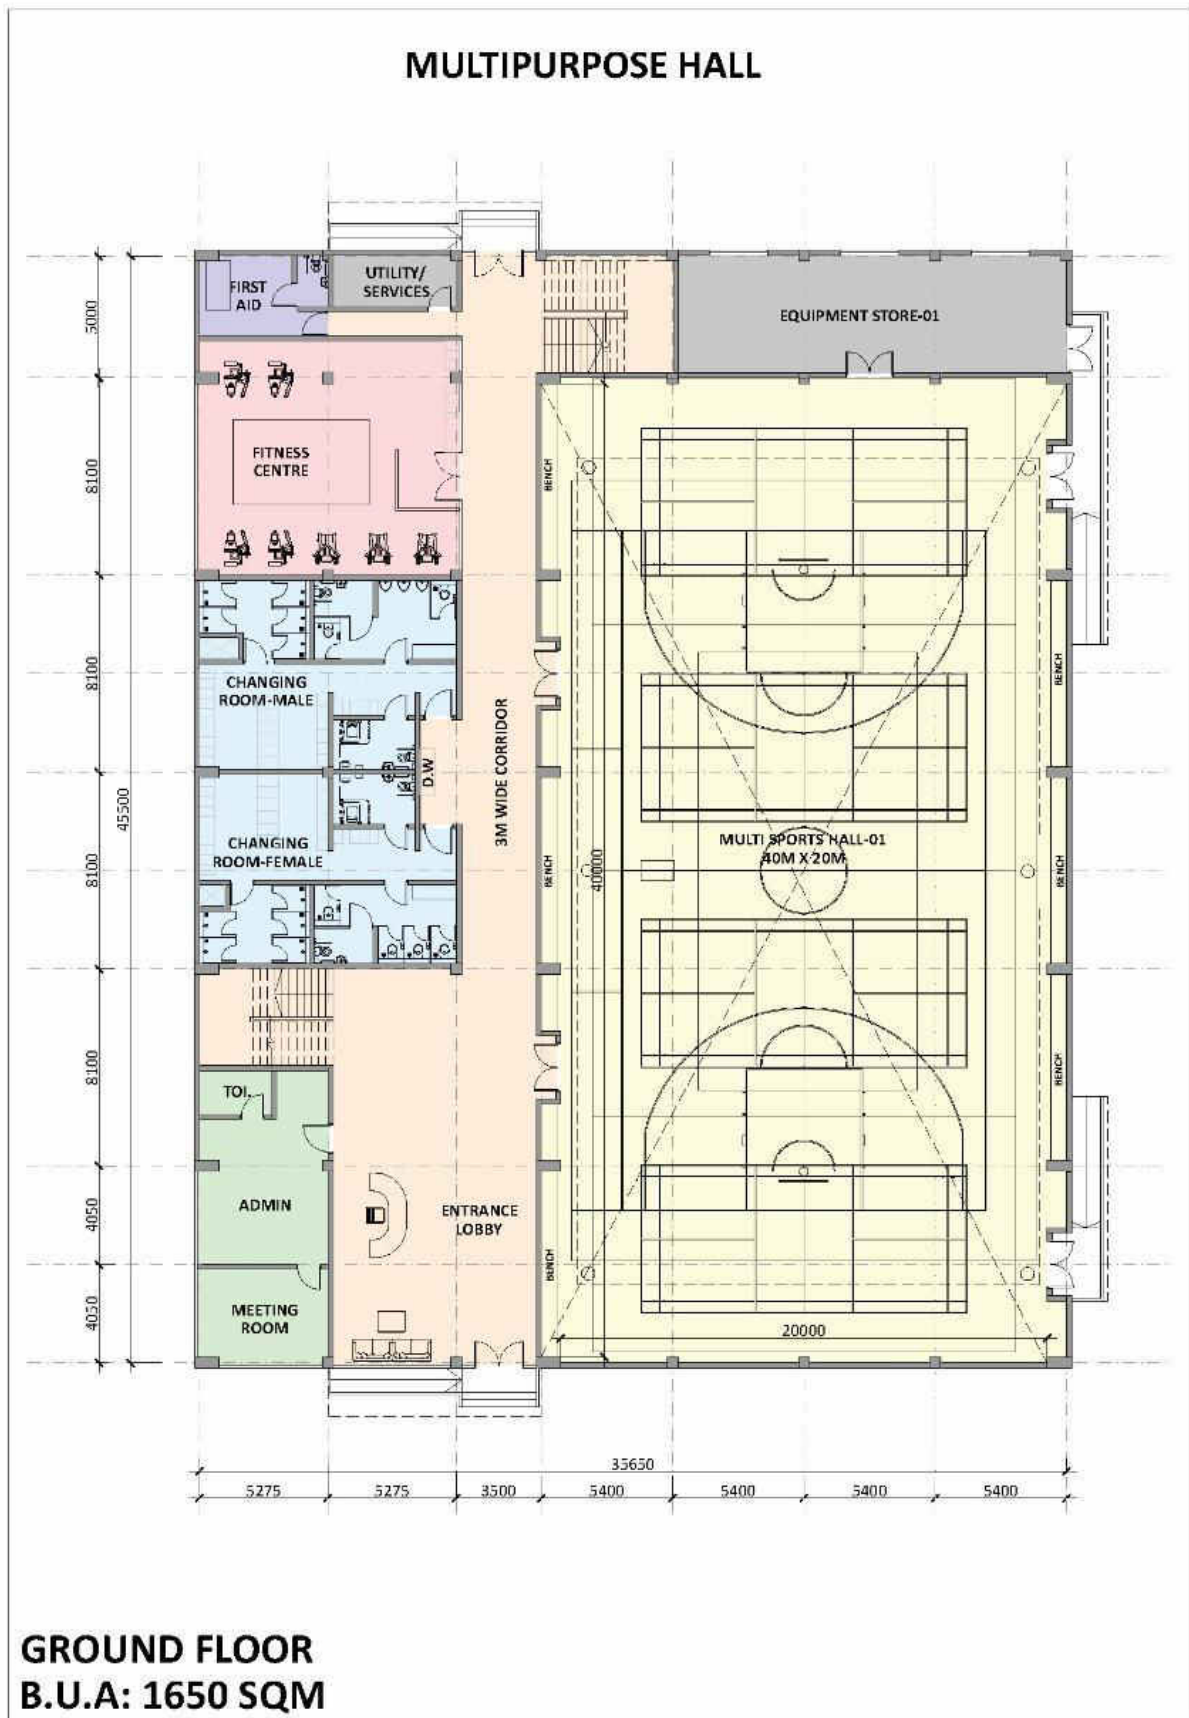 MULTIPURPOSE HALL
FIRST
AID
UTILITY/
SERVICES
EQUIPMENT STORE-01
5000
FITNESS
CENTRE
BENCH
8100
CHANGING
ROOM-MALE
BENCH
8100
3M WIDE CORRIDOR
D.W
45500
CHANGING
ROOM-FEMALE
MULTI SPORTS HALL-01
40M X 20M
BENCH
40000
BENCH
8100
TOI.
BENCH
8100
ADMIN
ENTRANCE
LOBBY
4050
BENCH
MEETING
ROOM
4050
20000
35650
5275
5275
3500
5400
5400
5400
5400
GROUND FLOOR
B.U.A: 1650 SQM